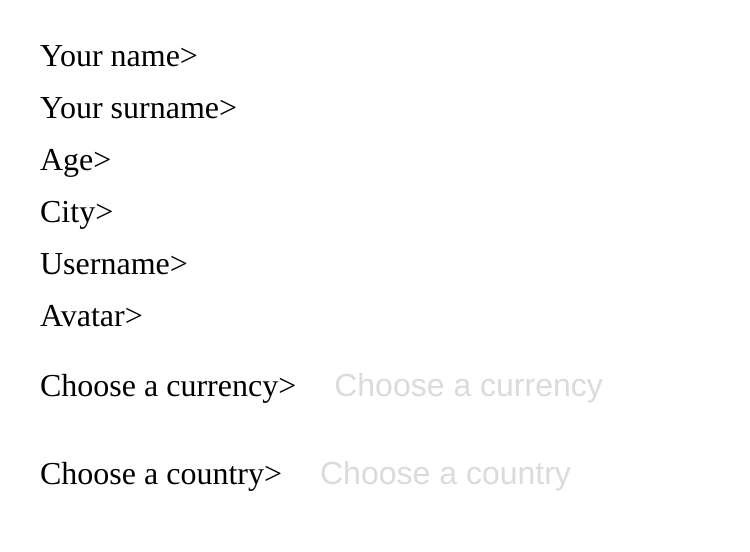 Your name>
Your surname>
Age>
City>
Username>
Avatar>
Choose a currency> Choose a currency
Choose a country> Choose a country